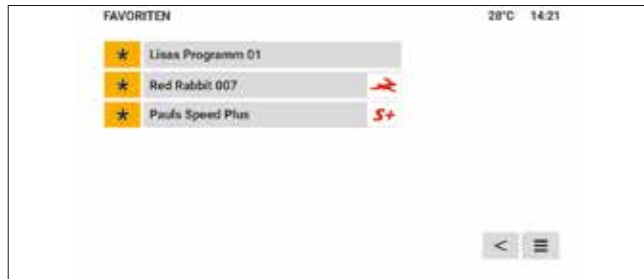 FAVORITEN 28°C 14:21
* Lisas Programm 01
* Red Rabbit 007
* Pauls Speed Plus S+
<